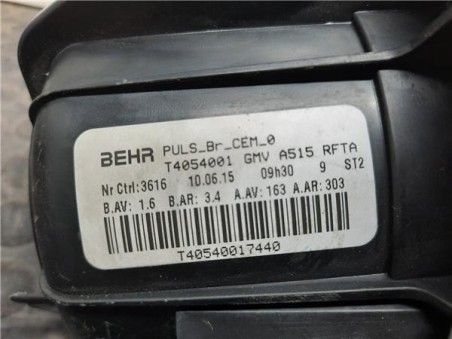 BEHR PULS_Br_CEM_0
T4054001 GMV A515 RFTA
Nr Ctrl:3616 10.06.15 09h30 9 ST2
B.AV: 1.6 B.AR: 3.4 A.AV: 163 A.AR: 303
T40540017440